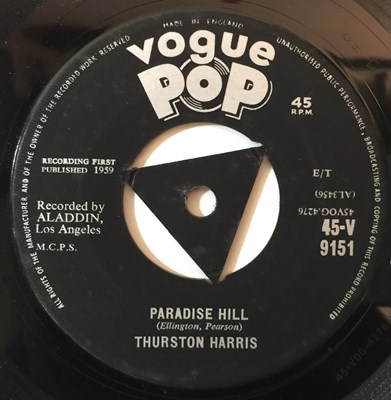 MADE IN ENGLAND
ALL RIGHTS OF THE MANUFACTURER AND OF THE OWNER OF THE RECORDED WORK RESERVED
UNAUTHORISED PUBLIC PERFORMANCE, BROADCASTING AND COPYING OF THIS RECORD PROHIBITED
vogue
POP
45
R.P.M.
RECORDING FIRST
PUBLISHED 1959
E/T
(AL3456)
45VOG.4276
Recorded by
ALADDIN,
Los Angeles
M.C.P.S.
45-V
9151
PARADISE HILL
(Ellington, Pearson)
THURSTON HARRIS